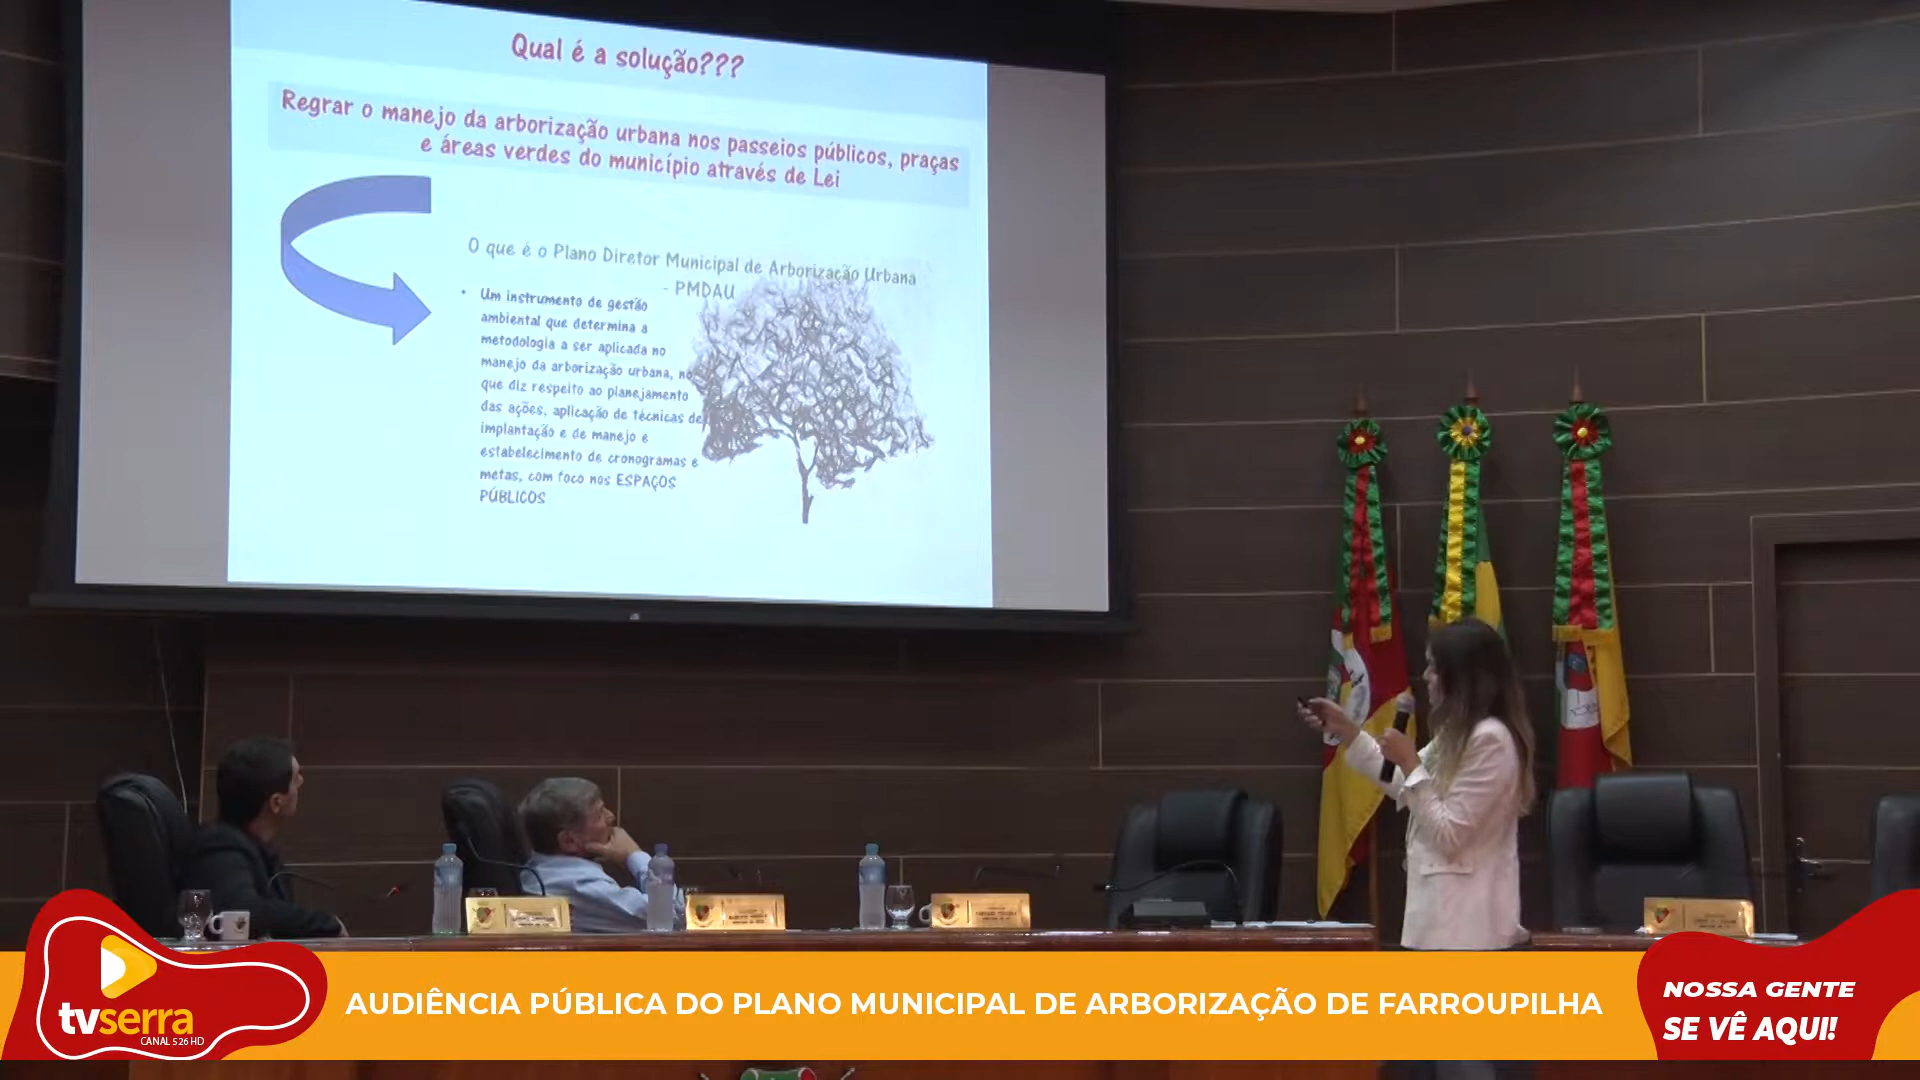 Qual é a solução???
Regrar o manejo da arborização urbana nos passeios públicos, praças
e áreas verdes do município através de Lei
O que é o Plano Diretor Municipal de Arborização Urbana
- PMDAU
• Um instrumento de gestão
ambiental que determina a
metodologia a ser aplicada no
manejo da arborização urbana, no
que diz respeito ao planejamento
das ações, aplicação de técnicas de
implantação e de manejo e
estabelecimento de cronogramas e
metas, com foco nos ESPAÇOS
PÚBLICOS
tvserra
CANAL 526 HD
AUDIÊNCIA PÚBLICA DO PLANO MUNICIPAL DE ARBORIZAÇÃO DE FARROUPILHA
NOSSA GENTE
SE VÊ AQUI!